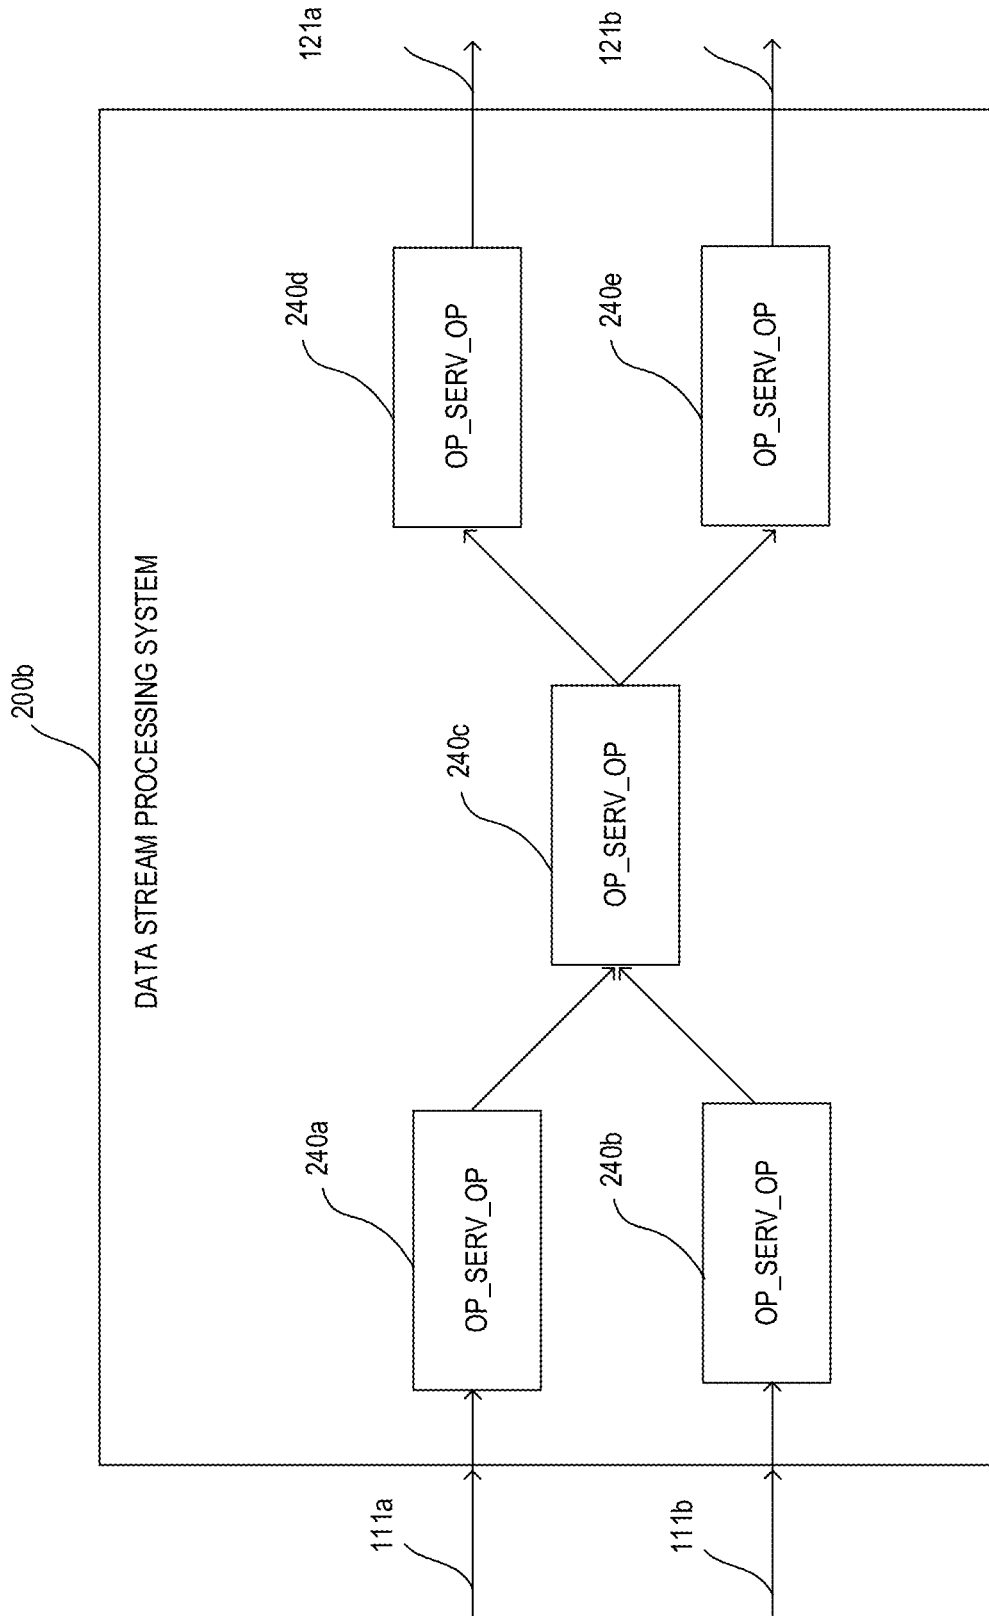 200b
DATA STREAM PROCESSING SYSTEM
111a
240a
OP_SERV_OP
240c
OP_SERV_OP
240d
OP_SERV_OP
121a
111b
240b
OP_SERV_OP
240e
OP_SERV_OP
121b